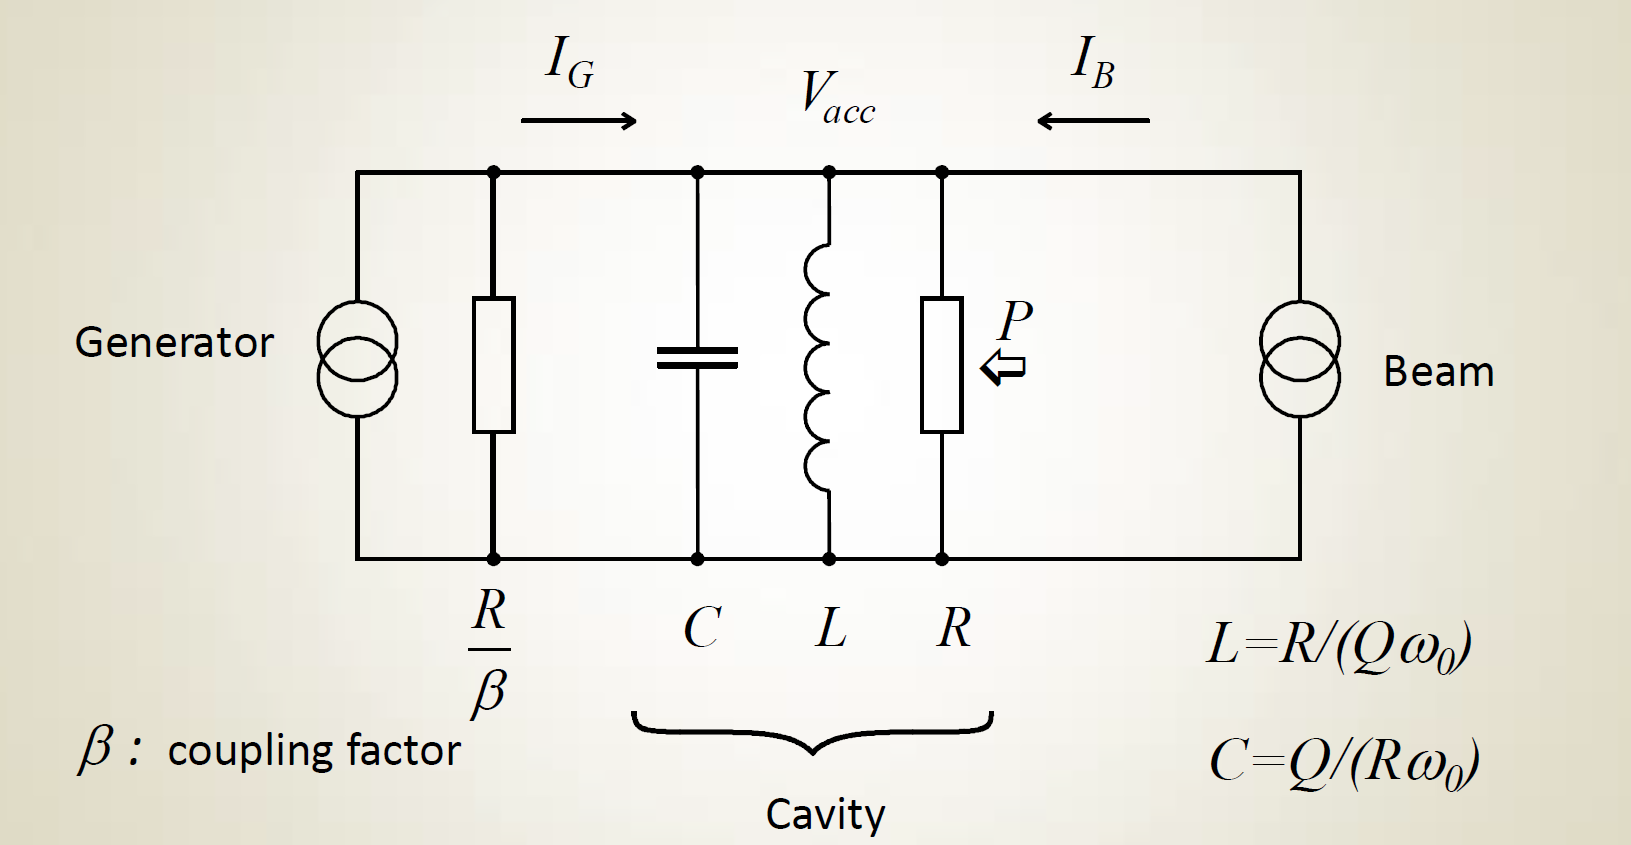 I_G
V_acc
I_B
Generator
P
Beam
R/β
C
L
R
L=R/(Qω_0)
β : coupling factor
C=Q/(Rω_0)
Cavity